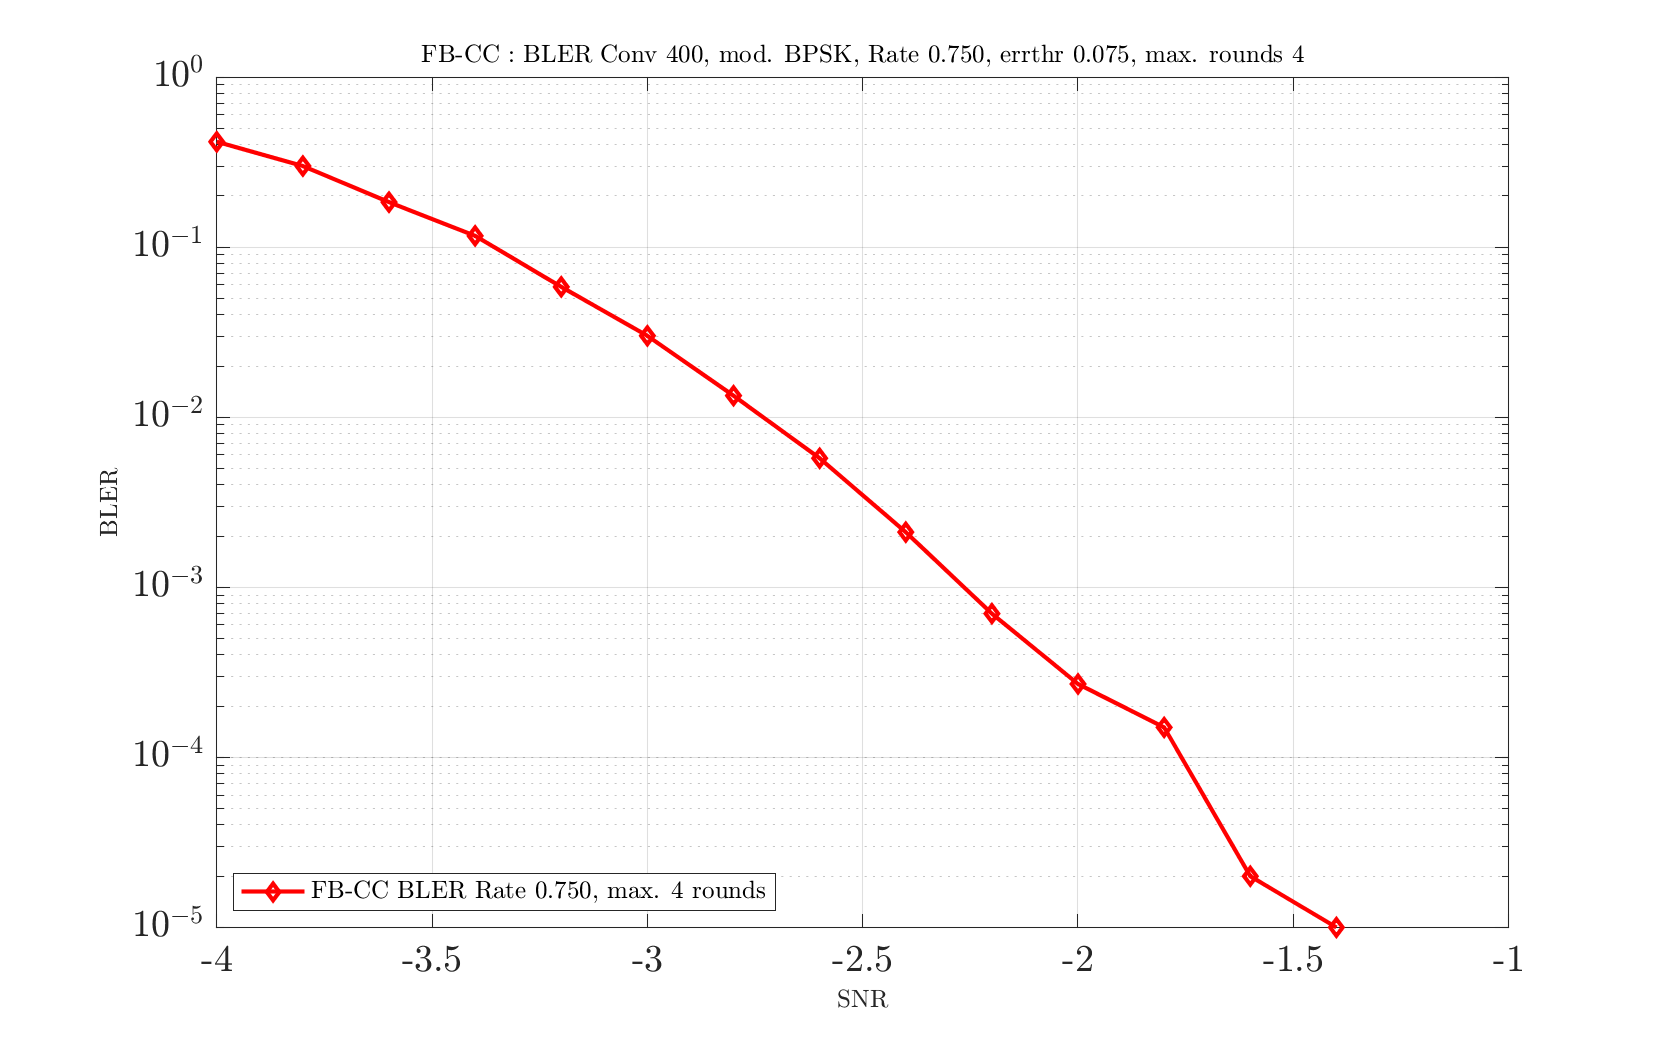 FB-CC : BLER Conv 400, mod. BPSK, Rate 0.750, errthr 0.075, max. rounds 4
10^0
10^-1
10^-2
10^-3
10^-4
10^-5
BLER
FB-CC BLER Rate 0.750, max. 4 rounds
-4 -3.5 -3 -2.5 -2 -1.5 -1
SNR